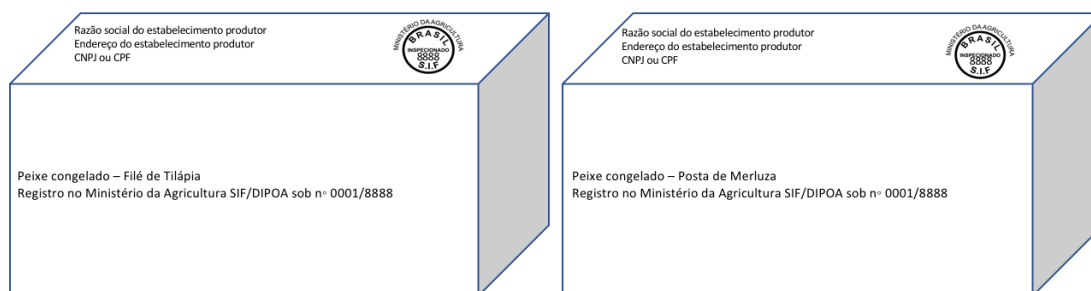 Razão social do estabelecimento produtor
Endereço do estabelecimento produtor
CNPJ ou CPF
MINISTÉRIO DA AGRICULTURA
BRASIL
INSPECIONADO
8888
S.I.F
Peixe congelado – Filé de Tilápia
Registro no Ministério da Agricultura SIF/DIPOA sob nº 0001/8888
Razão social do estabelecimento produtor
Endereço do estabelecimento produtor
CNPJ ou CPF
MINISTÉRIO DA AGRICULTURA
BRASIL
INSPECIONADO
8888
S.I.F
Peixe congelado – Posta de Merluza
Registro no Ministério da Agricultura SIF/DIPOA sob nº 0001/8888